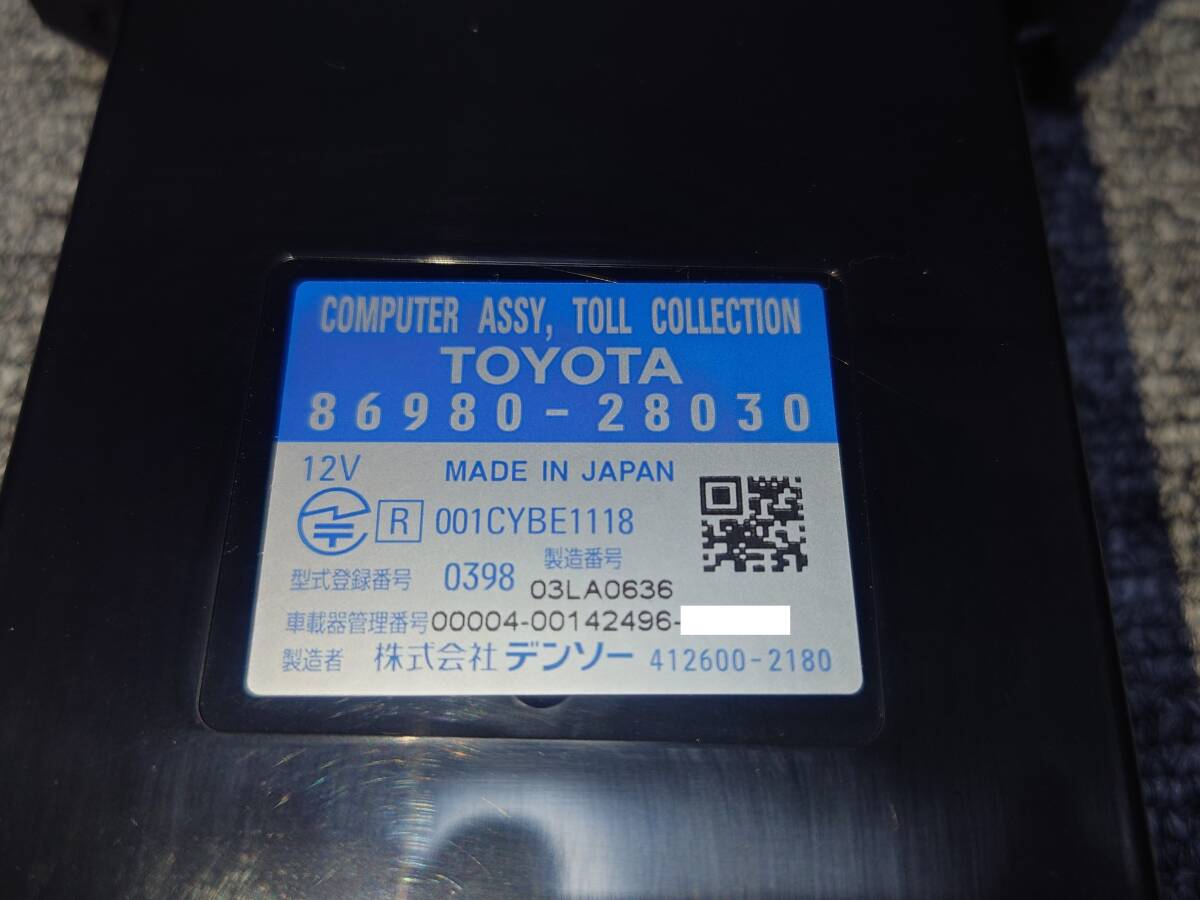 COMPUTER ASSY, TOLL COLLECTION
TOYOTA
86980-28030
12V MADE IN JAPAN
R 001CYBE1118
型式登録番号 0398 製造番号 03LA0636
車載器管理番号 00004-00142496-
製造者 株式会社 デンソー 412600-2180